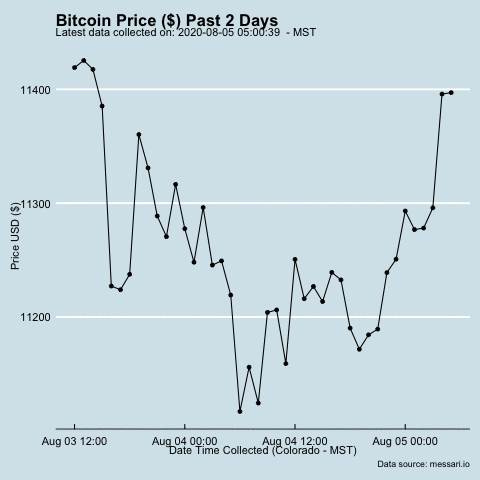 Bitcoin Price ($) Past 2 Days
Latest data collected on: 2020-08-05 05:00:39 - MST
11400
11300
11200
Price USD ($)
Aug 03 12:00 Aug 04 00:00 Aug 04 12:00 Aug 05 00:00
Date Time Collected (Colorado - MST)
Data source: messari.io